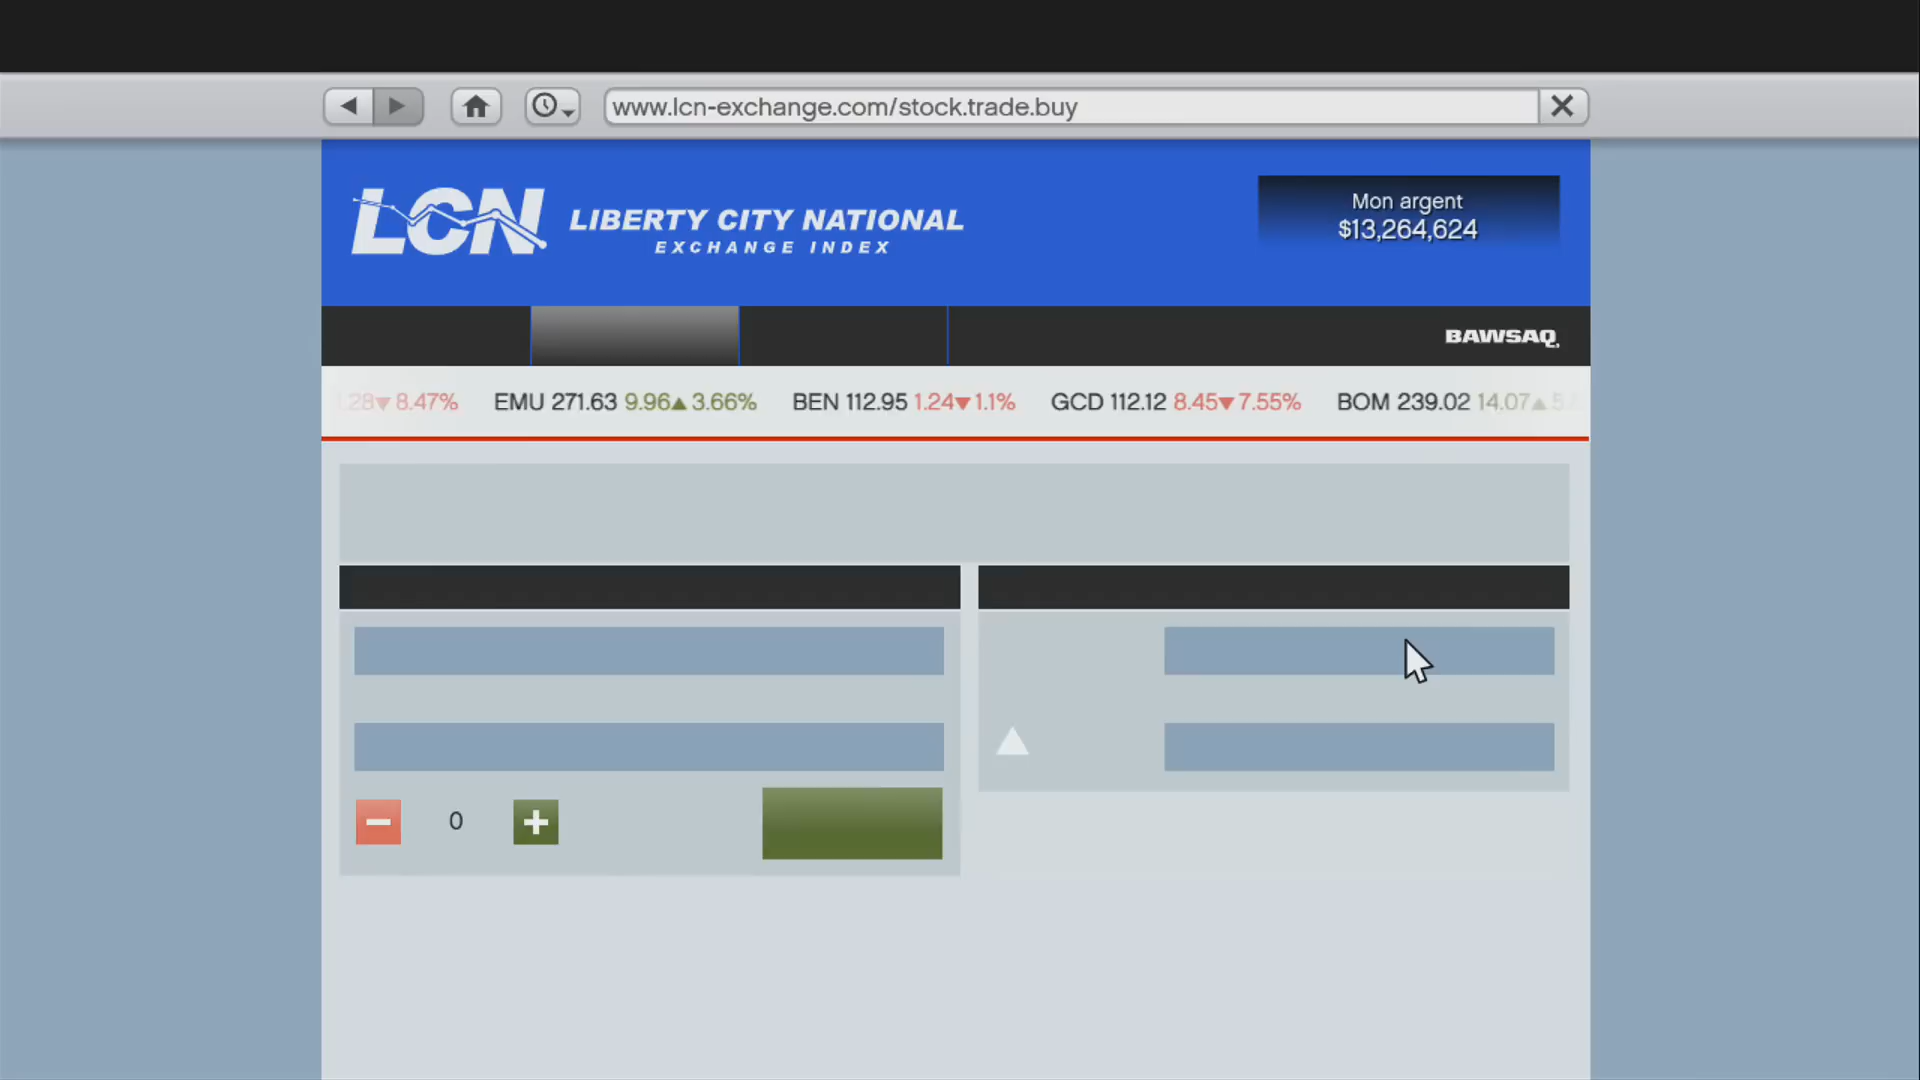 www.lcn-exchange.com/stock.trade.buy
LCN LIBERTY CITY NATIONAL
EXCHANGE INDEX
Mon argent
$13,264,624
BAWSAQ
28▼ 8.47% EMU 271.63 9.96▲ 3.66% BEN 112.95 1.24▼ 1.1% GCD 112.12 8.45▼ 7.55% BOM 239.02 14.07▲
0